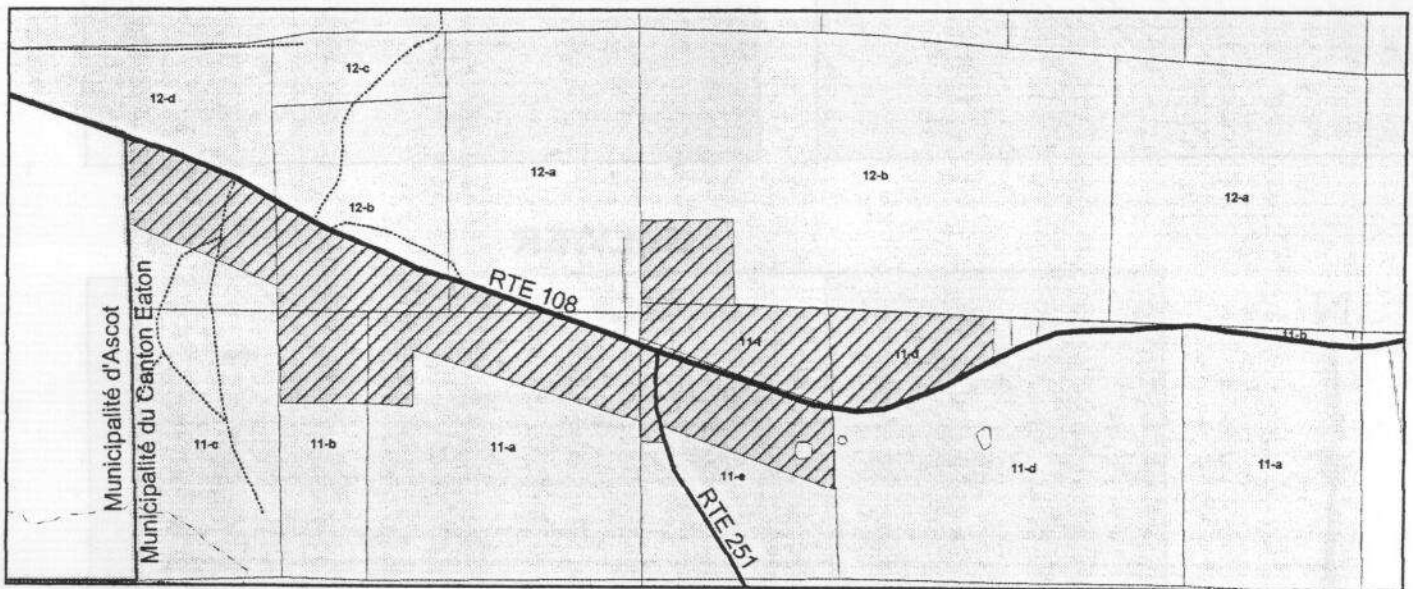 12-c
12-d
12-a
12-b
12-a
12-b
RTE 108
Municipalité d'Ascot
Municipalité du Canton Eaton
11-f
11-d
11-b
11-c
11-b
11-a
11-e
11-d
11-a
RTE 251